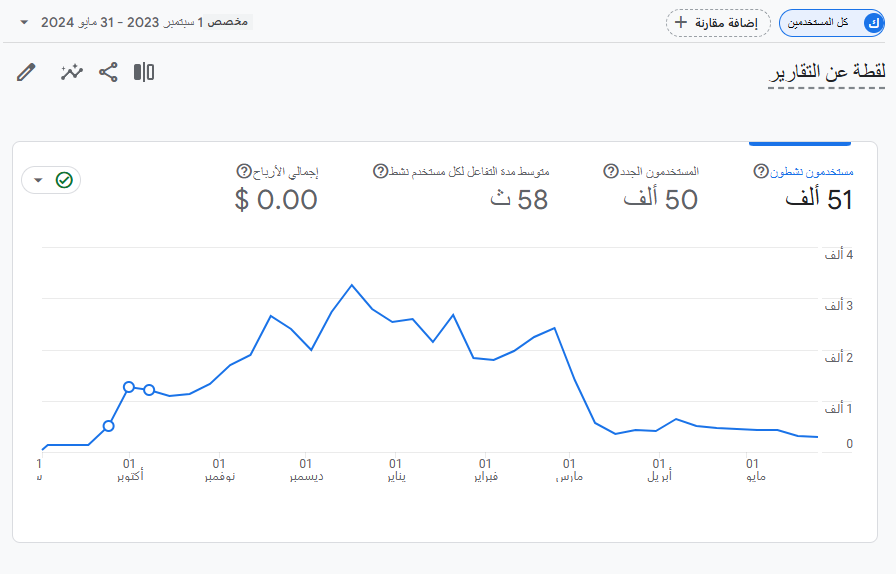 ك كل المستخدمين
إضافة مقارنة +
مخصص 1 سبتمبر 2023 - 31 مايو 2024
لقطة عن التقارير
مستخدمون نشطون
51 ألف
المستخدمون الجدد
50 ألف
متوسط مدة التفاعل لكل مستخدم نشط
58 ث
إجمالي الأرباح
$ 0.00
4 ألف
3 ألف
2 ألف
1 ألف
0
01 أكتوبر
01 نوفمبر
01 ديسمبر
01 يناير
01 فبراير
01 مارس
01 أبريل
01 مايو